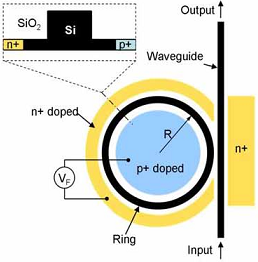 Output
SiO2
Si
n+
p+
Waveguide
n+ doped
R
p+ doped
n+
VF
Ring
Input